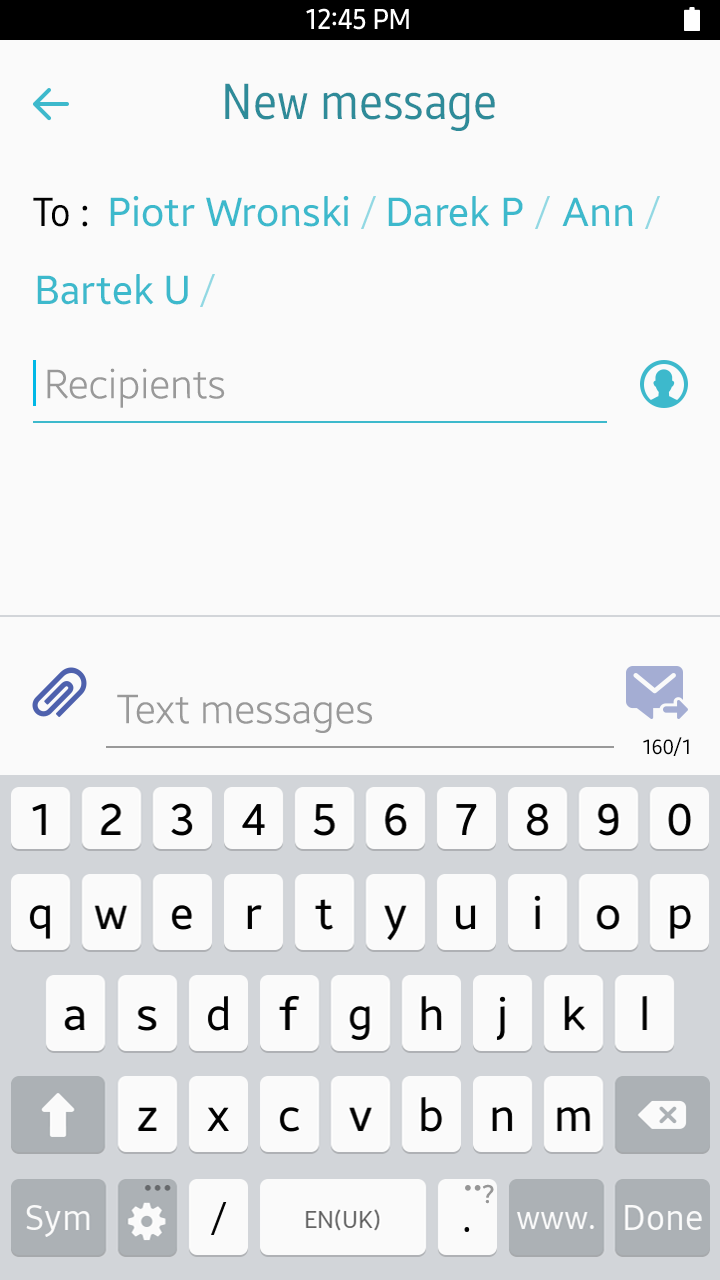 12:45 PM
New message
To : Piotr Wronski / Darek P / Ann /
Bartek U /
Recipients
Text messages
160/1
1 2 3 4 5 6 7 8 9 0
q w e r t y u i o p
a s d f g h j k l
z x c v b n m
Sym / EN(UK) . ? www. Done